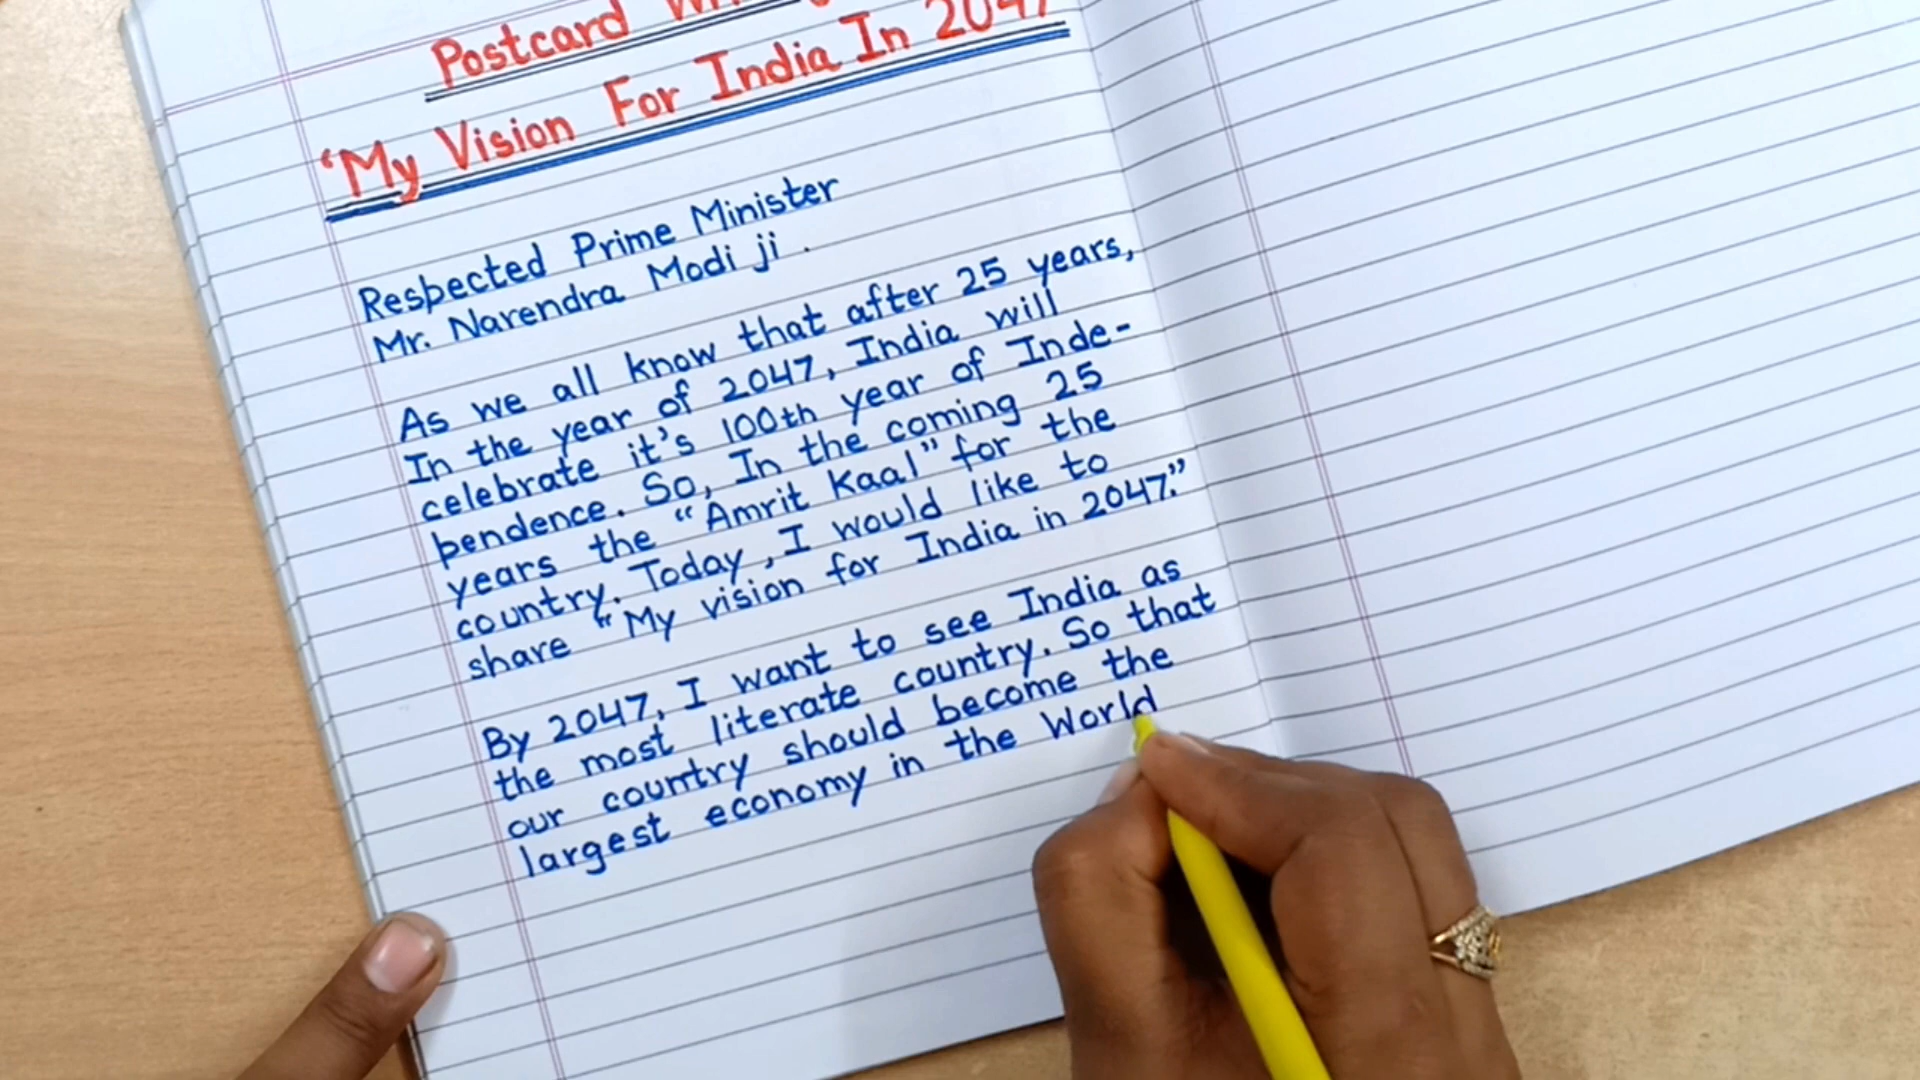 Postcard
'My Vision For India In 2047
Respected Prime Minister
Mr. Narendra Modi ji.
As we all know that after 25 years,
In the year of 2047, India will
celebrate it's 100th year of Inde-
pendence. So, In the coming 25
years the "Amrit Kaal" for the
country. Today, I would like to
share "My vision for India in 2047."
By 2047, I want to see India as
the most literate country. So that
our country should become the
largest economy in the World